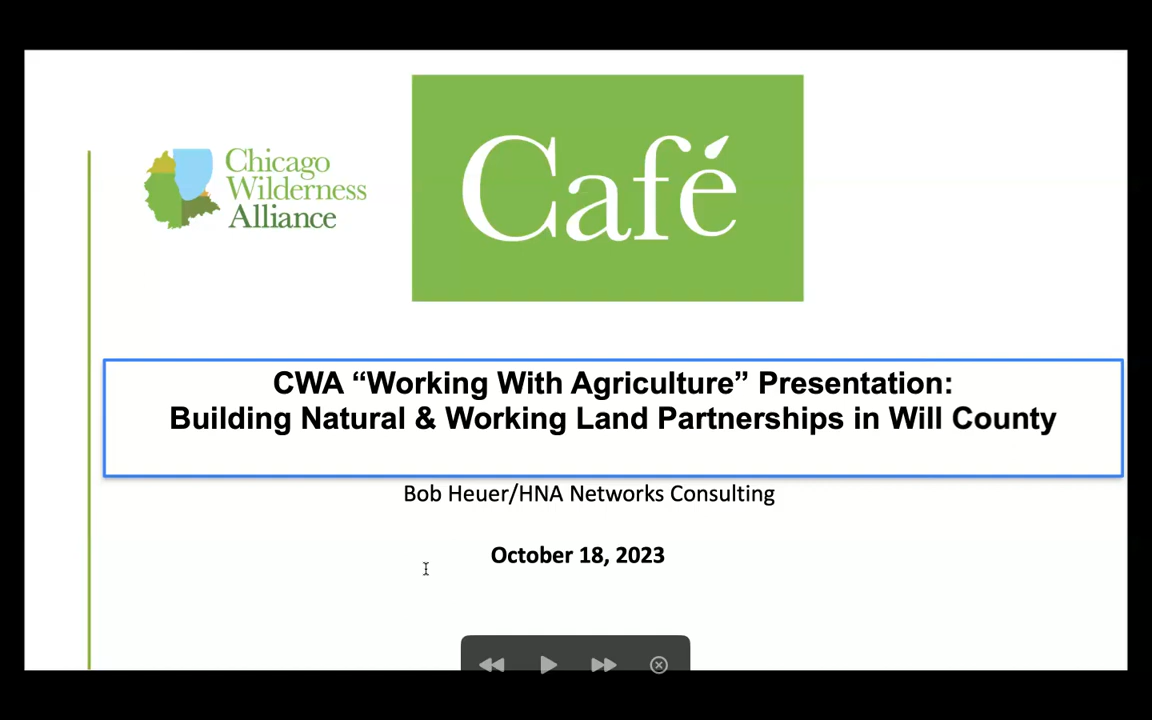 Chicago
Wilderness
Alliance
Café
CWA “Working With Agriculture” Presentation:
Building Natural & Working Land Partnerships in Will County
Bob Heuer/HNA Networks Consulting
October 18, 2023